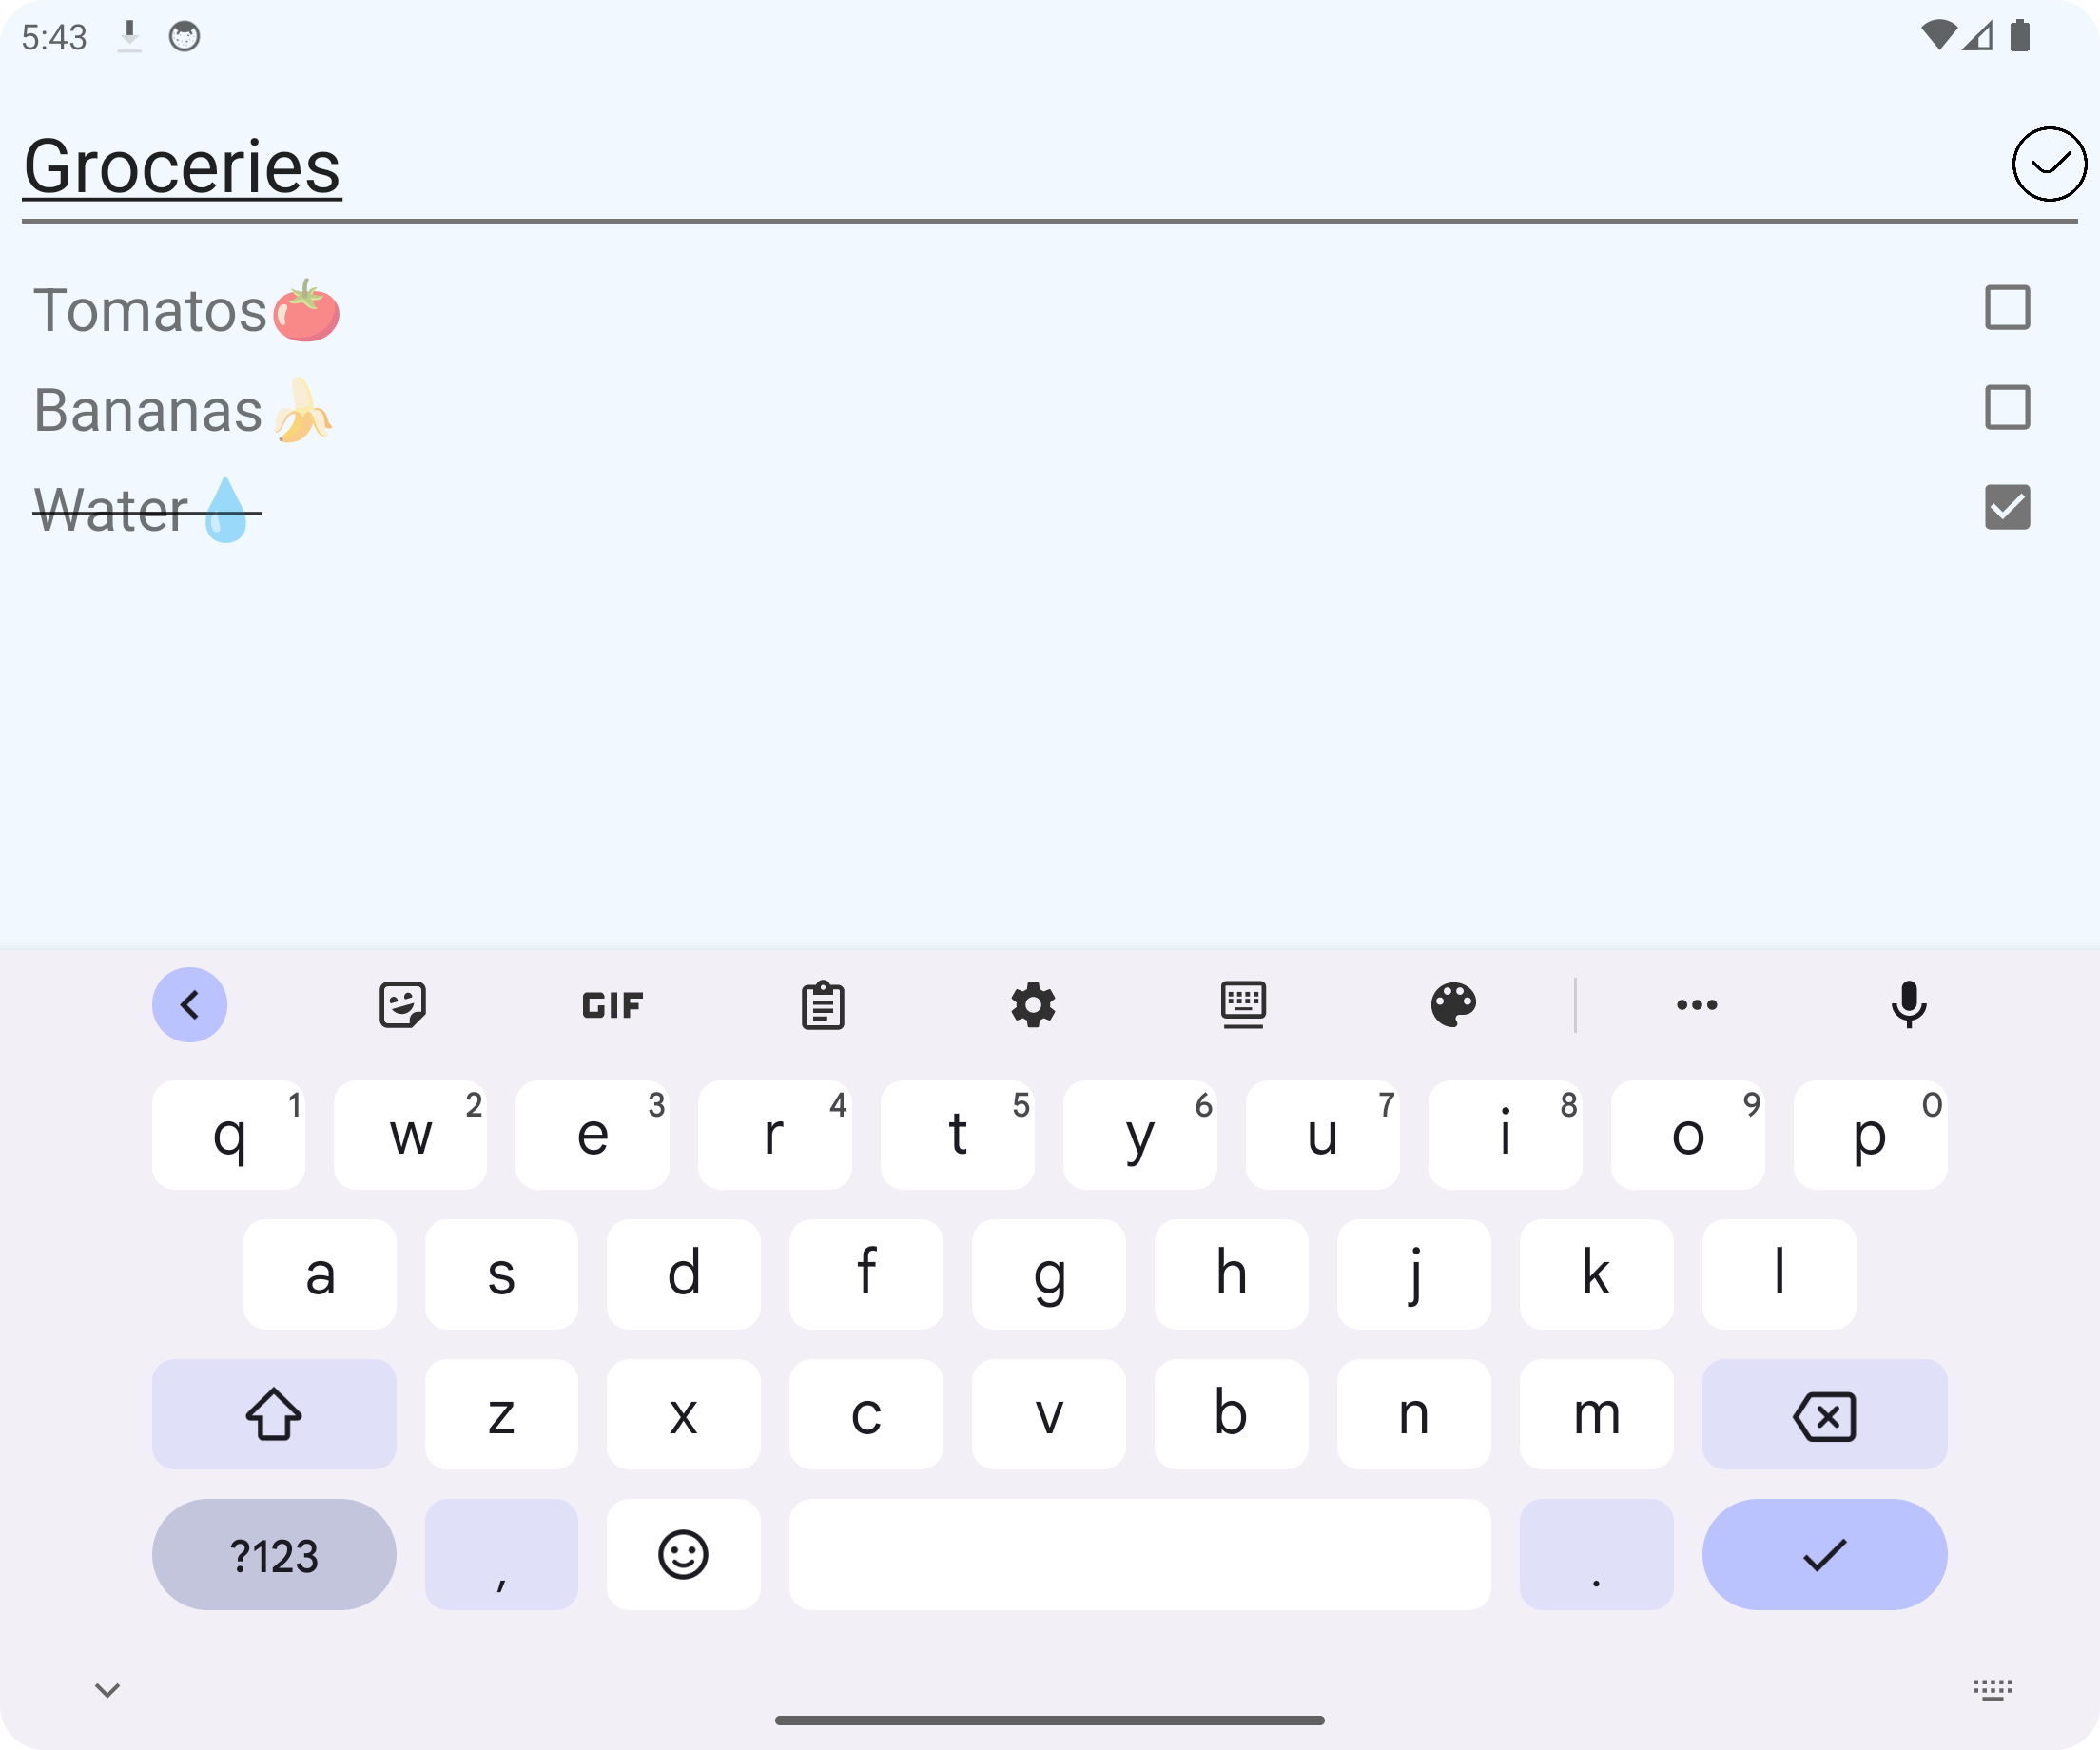 5:43
Groceries
Tomatos🍅
Bananas🍌
Water💧
GIF
q 1 w 2 e 3 r 4 t 5 y 6 u 7 i 8 o 9 p 0
a s d f g h j k l
z x c v b n m
?123 , .